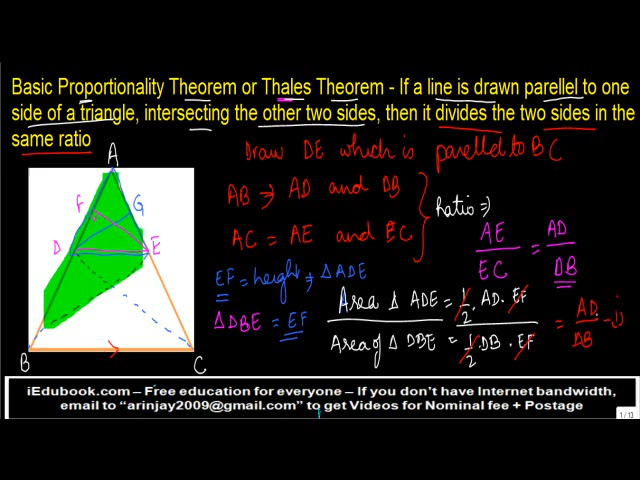 Basic Proportionality Theorem or Thales Theorem - If a line is drawn parellel to one
side of a triangle, intersecting the other two sides, then it divides the two sides in the
same ratio
Draw DE which is parellel to BC
A
AB => AD and DB
AC = AE and EC
Ratio =>
AE/EC = AD/DB
F
G
D
E
B
C
EF = height of Δ ADE
Δ DBE = EF
Area Δ ADE = 1/2 . AD . EF
Area of Δ DBE = 1/2 DB . EF
= AD/DB - i)
iEdubook.com – Free education for everyone – If you don't have Internet bandwidth,
email to "arinjay2009@gmail.com" to get Videos for Nominal fee + Postage
1 / 13